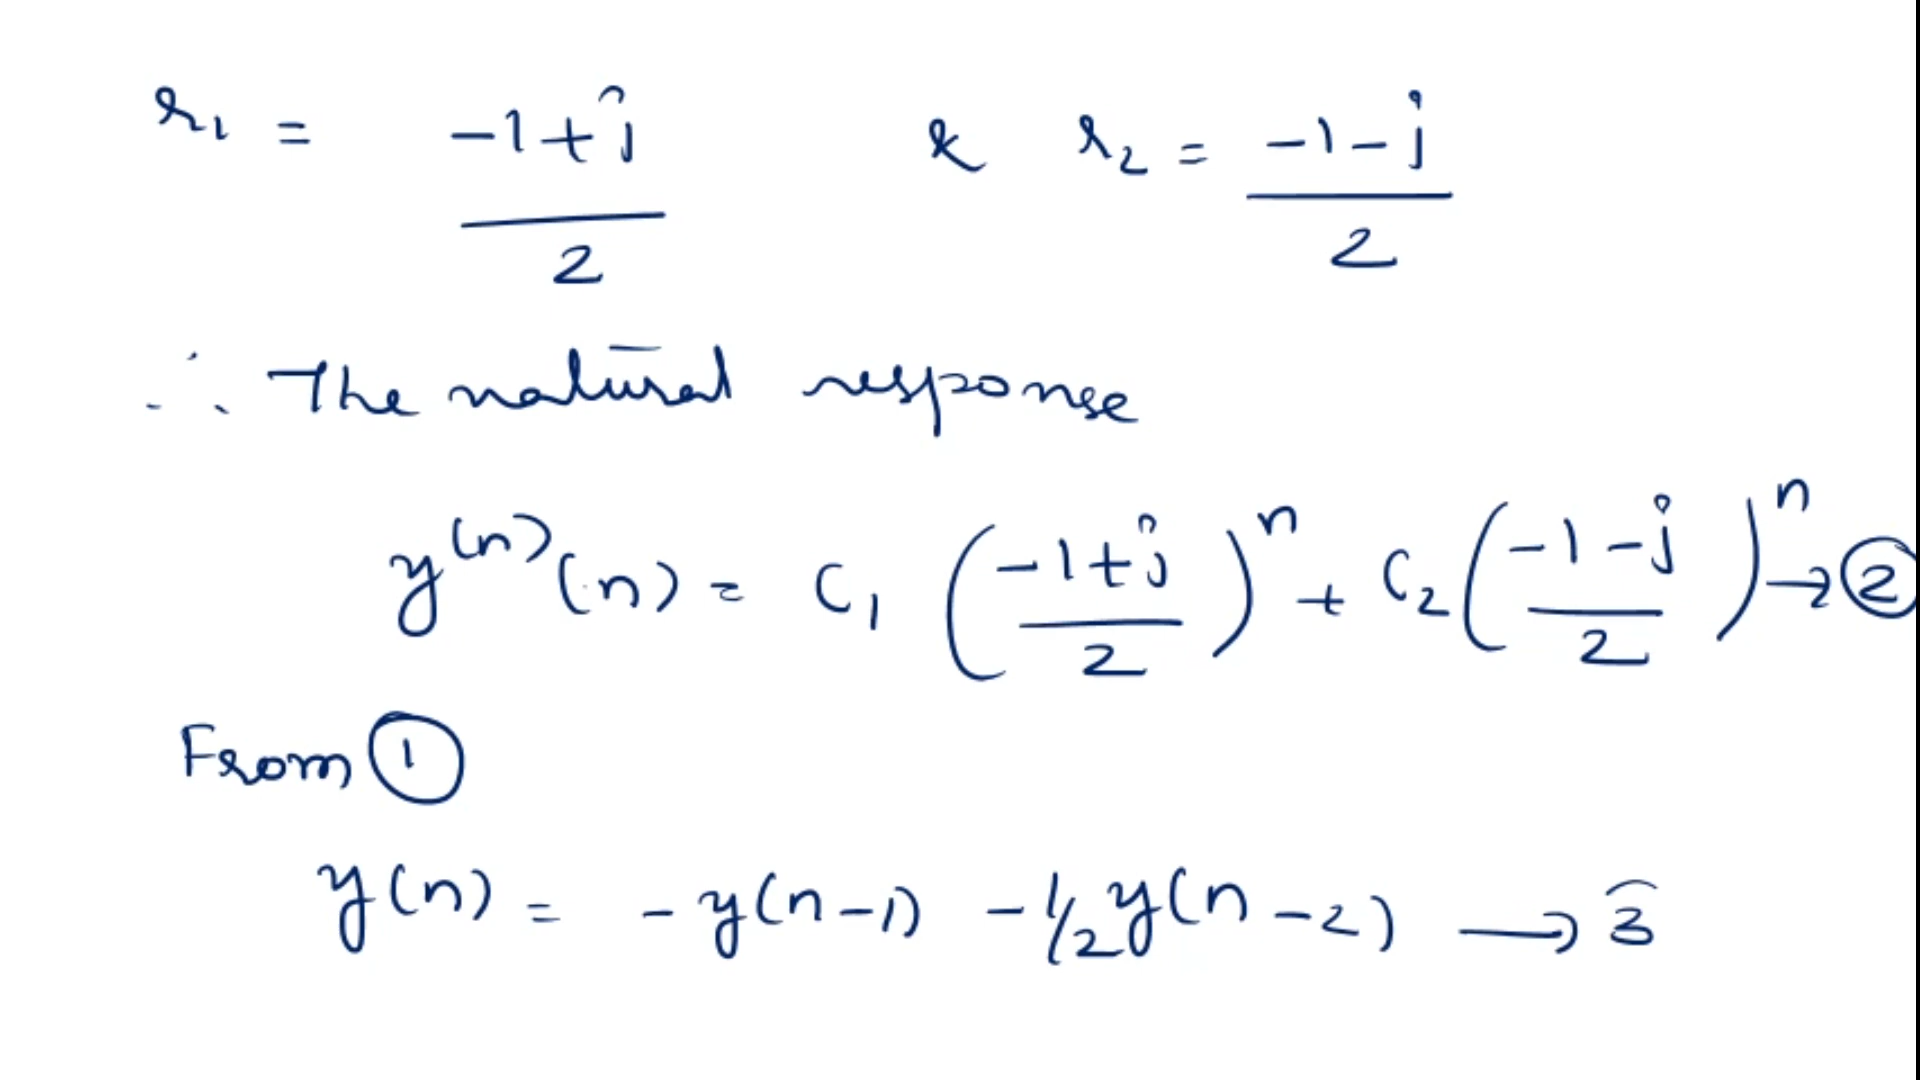 r₁ = (-1+j)/2 & r₂ = (-1-j)/2
∴ The natural response
y⁽ⁿ⁾(n) = C₁ ((-1+j)/2)ⁿ + C₂ ((-1-j)/2)ⁿ → ②
From ①
y(n) = -y(n-1) - 1/2 y(n-2) → 3